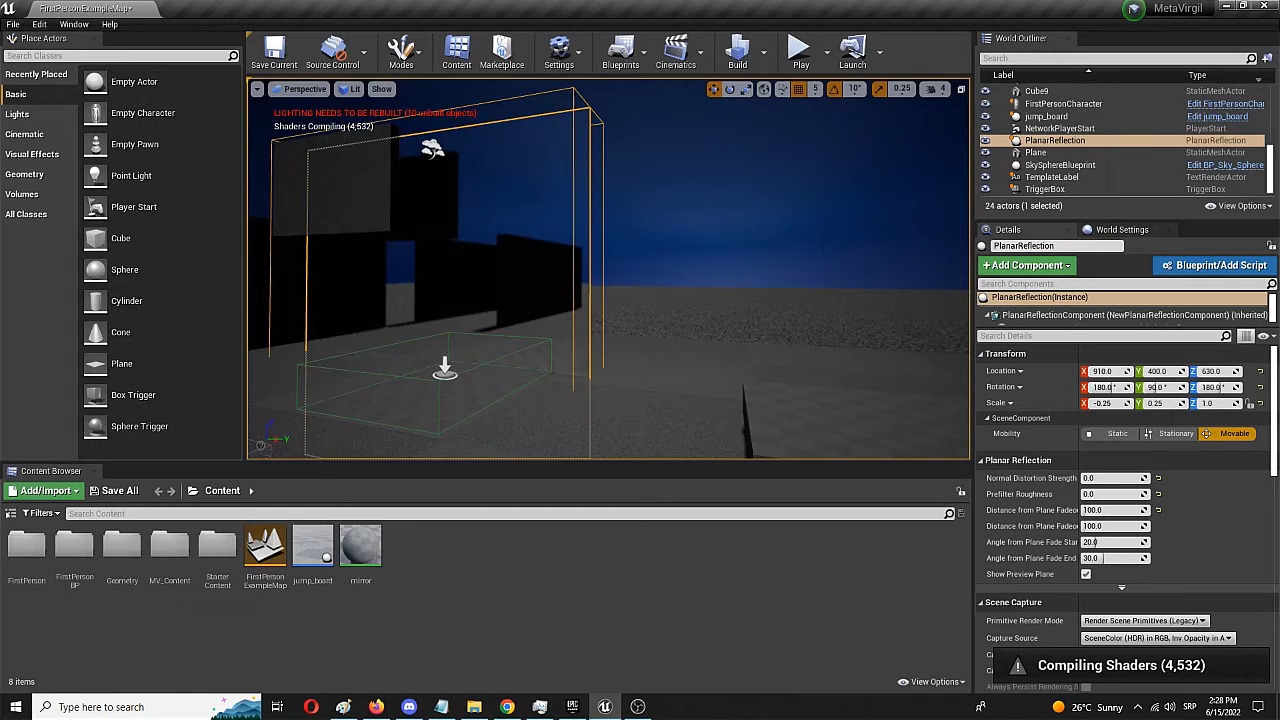 FirstPersonExampleMap*
MetaVirgil
File Edit Window Help
Place Actors
Search Classes
Recently Placed
Basic
Lights
Cinematic
Visual Effects
Geometry
Volumes
All Classes
Empty Actor
Empty Character
Empty Pawn
Point Light
Player Start
Cube
Sphere
Cylinder
Cone
Plane
Box Trigger
Sphere Trigger
Save Current
Source Control
Modes
Content
Marketplace
Settings
Blueprints
Cinematics
Build
Play
Launch
Perspective Lit Show
5 10° 0.25 4
LIGHTING NEEDS TO BE REBUILT (10 unbuilt objects)
Shaders Compiling (4,532)
World Outliner
Search...
Label Type
Cube9 StaticMeshActor
FirstPersonCharacter Edit FirstPersonChar
jump_board Edit jump_board
NetworkPlayerStart PlayerStart
PlanarReflection PlanarReflection
Plane StaticMeshActor
SkySphereBlueprint Edit BP_Sky_Sphere
TemplateLabel TextRenderActor
TriggerBox TriggerBox
24 actors (1 selected) View Options
Details World Settings
PlanarReflection
+Add Component Blueprint/Add Script
Search Components
PlanarReflection(Instance)
PlanarReflectionComponent (NewPlanarReflectionComponent) (Inherited)
Search Details
Transform
Location X 910.0 Y 400.0 Z 630.0
Rotation X 180.0° Y 90.0° Z 180.0°
Scale X -0.25 Y 0.25 Z 1.0
SceneComponent
Mobility Static Stationary Movable
Planar Reflection
Normal Distortion Strength 0.0
Prefilter Roughness 0.0
Distance from Plane Fadeou 100.0
Distance from Plane Fadeou 100.0
Angle from Plane Fade Star 20.0
Angle from Plane Fade End 30.0
Show Preview Plane
Scene Capture
Primitive Render Mode Render Scene Primitives (Legacy)
Capture Source SceneColor (HDR) in RGB, Inv Opacity in A
Compiling Shaders (4,532)
Always Persist Rendering S
Content Browser
Add/Import Save All Content
Filters Search Content
FirstPerson
FirstPerson
BP
Geometry
MV_Content
Starter
Content
FirstPerson
ExampleMap
jump_board
mirror
8 items View Options
Type here to search
26°C Sunny
SRP
2:28 PM
6/15/2022